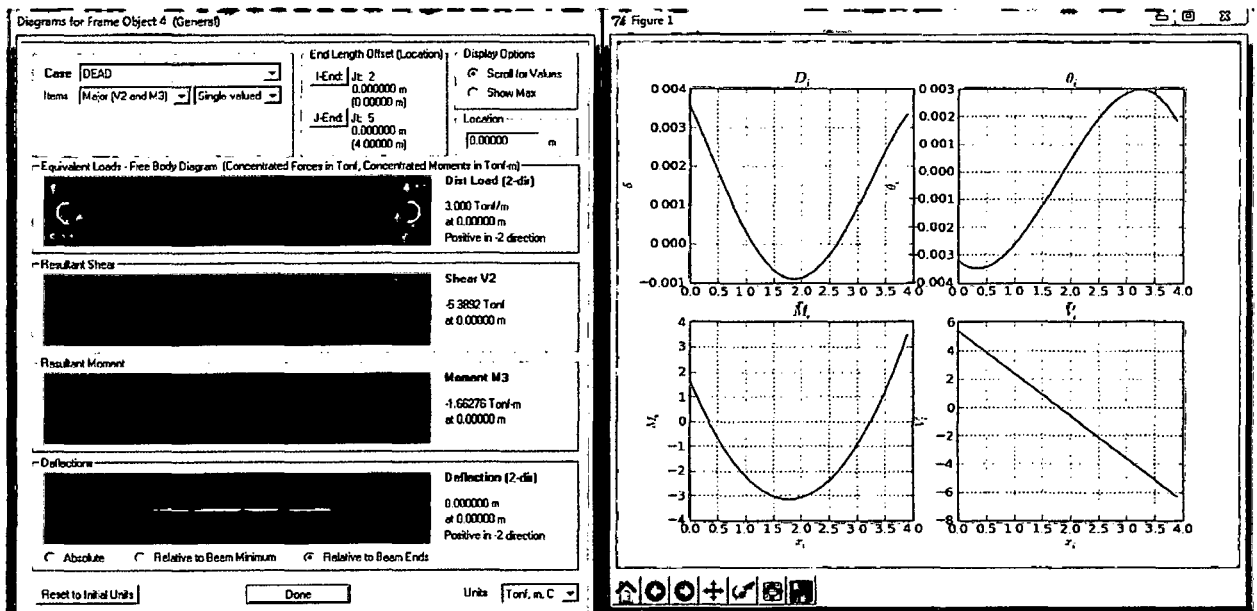 Diagrams for Frame Object 4 (General)
Case DEAD
Items Major (V2 and M3) Single valued
End Length Offset (Location)
I-End: Jt: 2
0.000000 m
(0.00000 m)
J-End: Jt: 5
0.000000 m
(4.00000 m)
Display Options
Scroll for Values
Show Max
Location
0.00000 m
Equivalent Loads - Free Body Diagram (Concentrated Forces in Tonf, Concentrated Moments in Tonf-m)
Dist Load (2-dir)
3.000 Tonf/m
at 0.00000 m
Positive in -2 direction
Resultant Shear
Shear V2
-5.3892 Tonf
at 0.00000 m
Resultant Moment
Moment M3
-1.66276 Tonf-m
at 0.00000 m
Deflections
Deflection (2-dir)
0.000000 m
at 0.00000 m
Positive in -2 direction
Absolute Relative to Beam Minimum Relative to Beam Ends
Reset to Initial Units Done Units Tonf, m, C
Figure 1
D_i
0.004
0.003
0.002
0.001
0.000
−0.001
δ
0.0 0.5 1.0 1.5 2.0 2.5 3.0 3.5 4.0
θ_i
0.003
0.002
0.001
0.000
0.001
0.002
0.003
0.004
θ_i
0.0 0.5 1.0 1.5 2.0 2.5 3.0 3.5 4.0
M_i
4
3
2
1
0
−1
−2
−3
−4
M_i
0.0 0.5 1.0 1.5 2.0 2.5 3.0 3.5 4.0
x_i
V_i
6
4
2
0
−2
−4
−6
−8
V_i
0.0 0.5 1.0 1.5 2.0 2.5 3.0 3.5 4.0
x_i